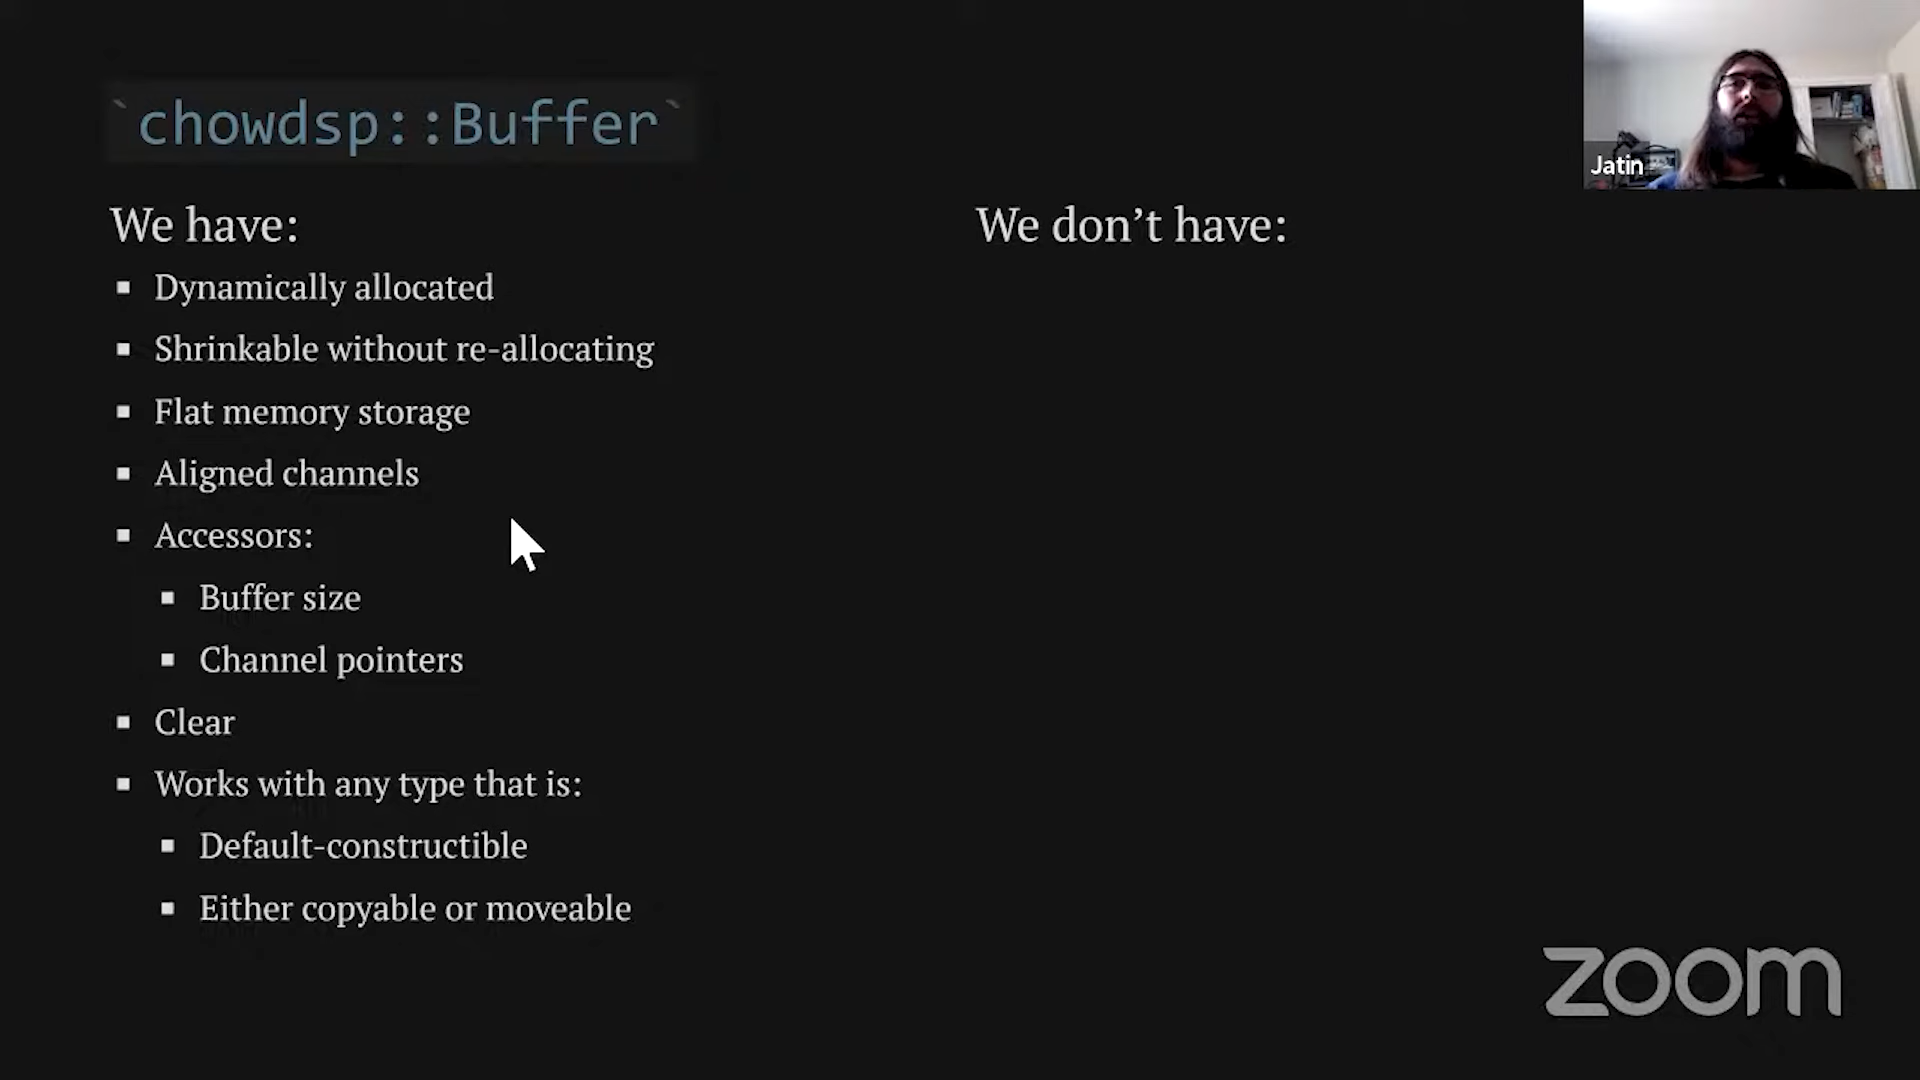 `chowdsp::Buffer`
Jatin
We have:
Dynamically allocated
Shrinkable without re-allocating
Flat memory storage
Aligned channels
Accessors:
Buffer size
Channel pointers
Clear
Works with any type that is:
Default-constructible
Either copyable or moveable
We don’t have:
zoom